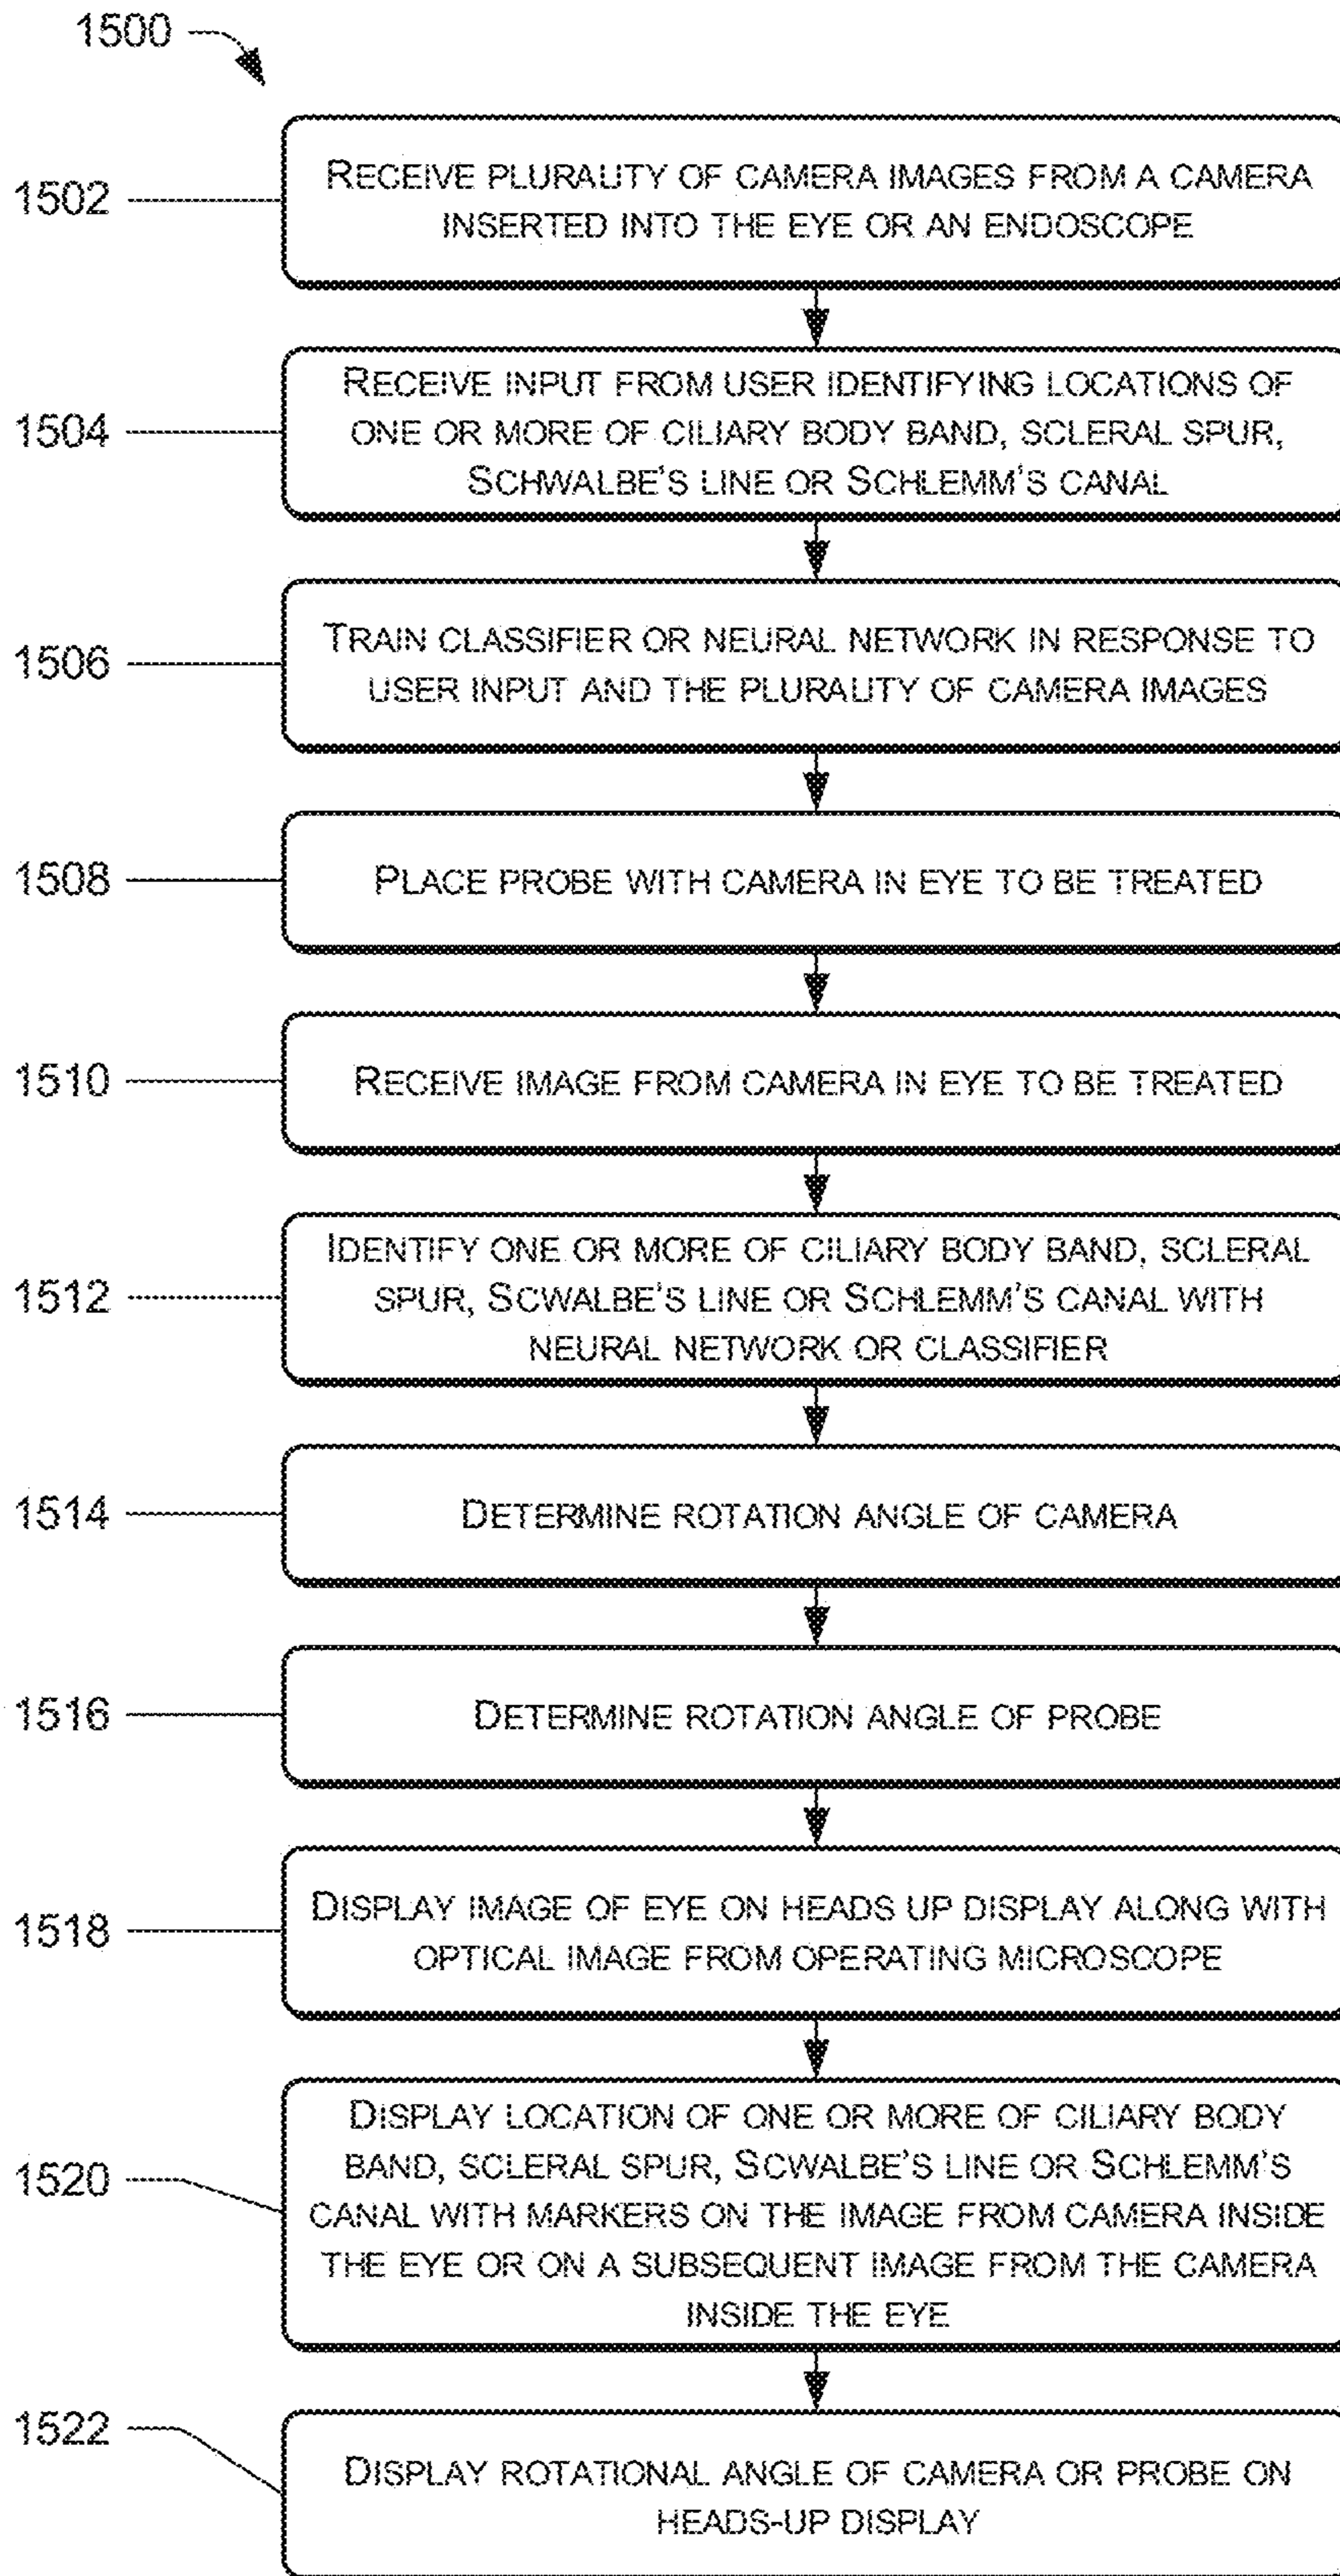 1500
1502
RECEIVE PLURALITY OF CAMERA IMAGES FROM A CAMERA
INSERTED INTO THE EYE OR AN ENDOSCOPE
1504
RECEIVE INPUT FROM USER IDENTIFYING LOCATIONS OF
ONE OR MORE OF CILIARY BODY BAND, SCLERAL SPUR,
SCHWALBE'S LINE OR SCHLEMM'S CANAL
1506
TRAIN CLASSIFIER OR NEURAL NETWORK IN RESPONSE TO
USER INPUT AND THE PLURALITY OF CAMERA IMAGES
1508
PLACE PROBE WITH CAMERA IN EYE TO BE TREATED
1510
RECEIVE IMAGE FROM CAMERA IN EYE TO BE TREATED
1512
IDENTIFY ONE OR MORE OF CILIARY BODY BAND, SCLERAL
SPUR, SCWALBE'S LINE OR SCHLEMM'S CANAL WITH
NEURAL NETWORK OR CLASSIFIER
1514
DETERMINE ROTATION ANGLE OF CAMERA
1516
DETERMINE ROTATION ANGLE OF PROBE
1518
DISPLAY IMAGE OF EYE ON HEADS UP DISPLAY ALONG WITH
OPTICAL IMAGE FROM OPERATING MICROSCOPE
1520
DISPLAY LOCATION OF ONE OR MORE OF CILIARY BODY
BAND, SCLERAL SPUR, SCWALBE'S LINE OR SCHLEMM'S
CANAL WITH MARKERS ON THE IMAGE FROM CAMERA INSIDE
THE EYE OR ON A SUBSEQUENT IMAGE FROM THE CAMERA
INSIDE THE EYE
1522
DISPLAY ROTATIONAL ANGLE OF CAMERA OR PROBE ON
HEADS-UP DISPLAY